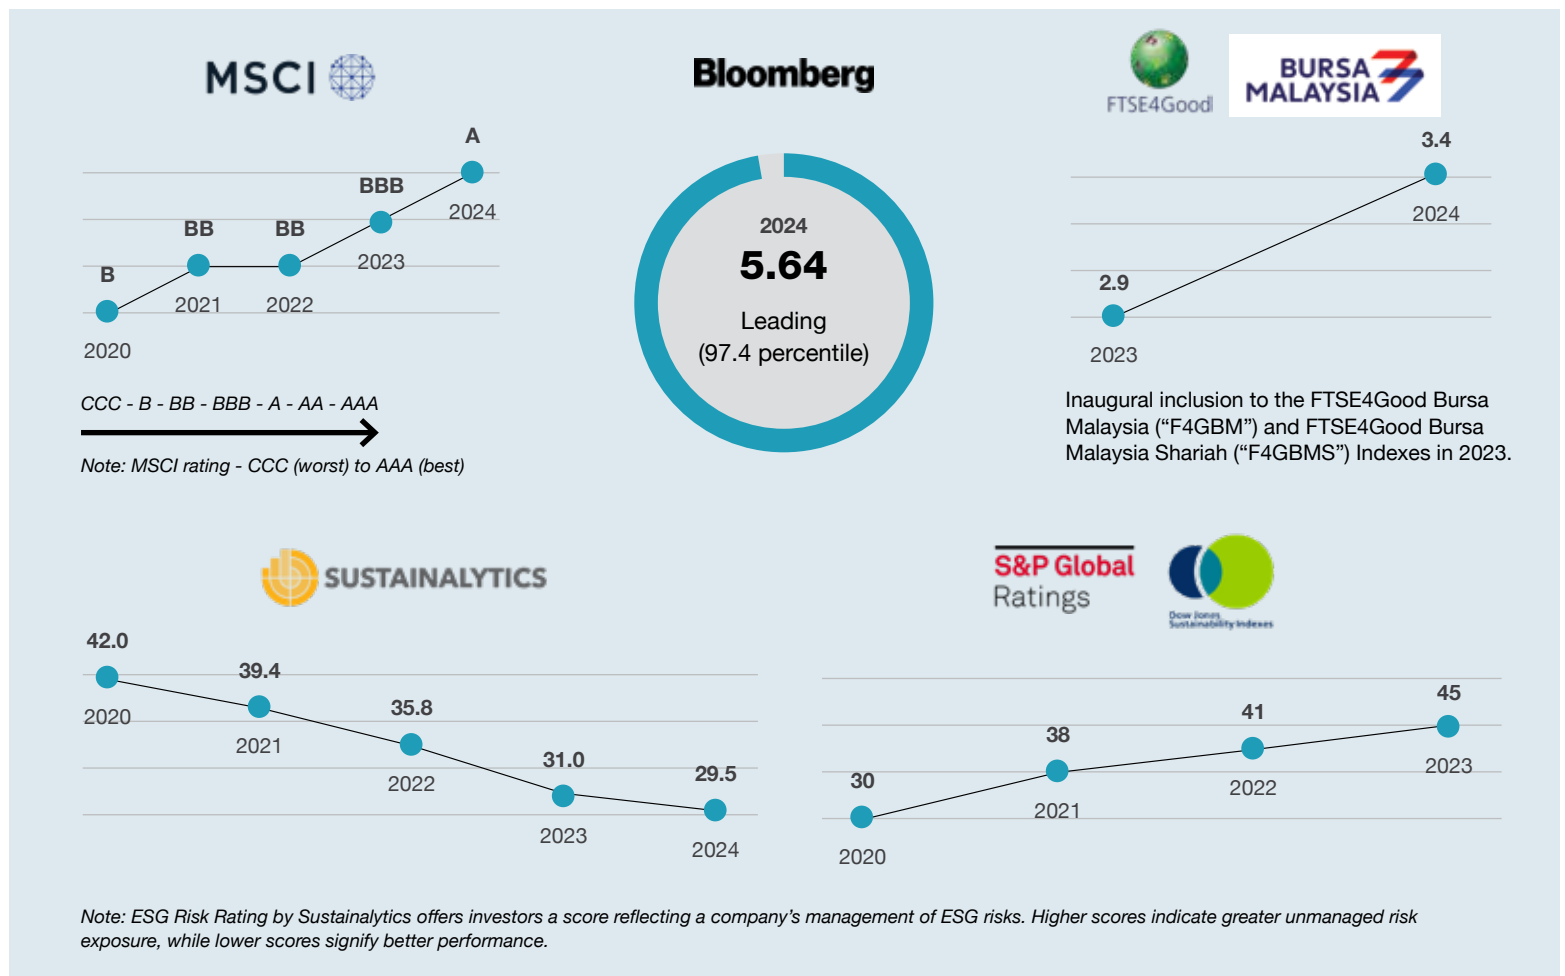 MSCI
A
BBB
BB
BB
B
2024
2023
2021
2022
2020
CCC - B - BB - BBB - A - AA - AAA
Note: MSCI rating - CCC (worst) to AAA (best)
Bloomberg
2024
5.64
Leading
(97.4 percentile)
FTSE4Good
BURSA
MALAYSIA
3.4
2024
2.9
2023
Inaugural inclusion to the FTSE4Good Bursa
Malaysia (“F4GBM”) and FTSE4Good Bursa
Malaysia Shariah (“F4GBMS”) Indexes in 2023.
SUSTAINALYTICS
42.0
2020
39.4
2021
35.8
2022
31.0
2023
29.5
2024
S&P Global
Ratings
Dow Jones
Sustainability Indexes
30
2020
38
2021
41
2022
45
2023
Note: ESG Risk Rating by Sustainalytics offers investors a score reflecting a company’s management of ESG risks. Higher scores indicate greater unmanaged risk
exposure, while lower scores signify better performance.